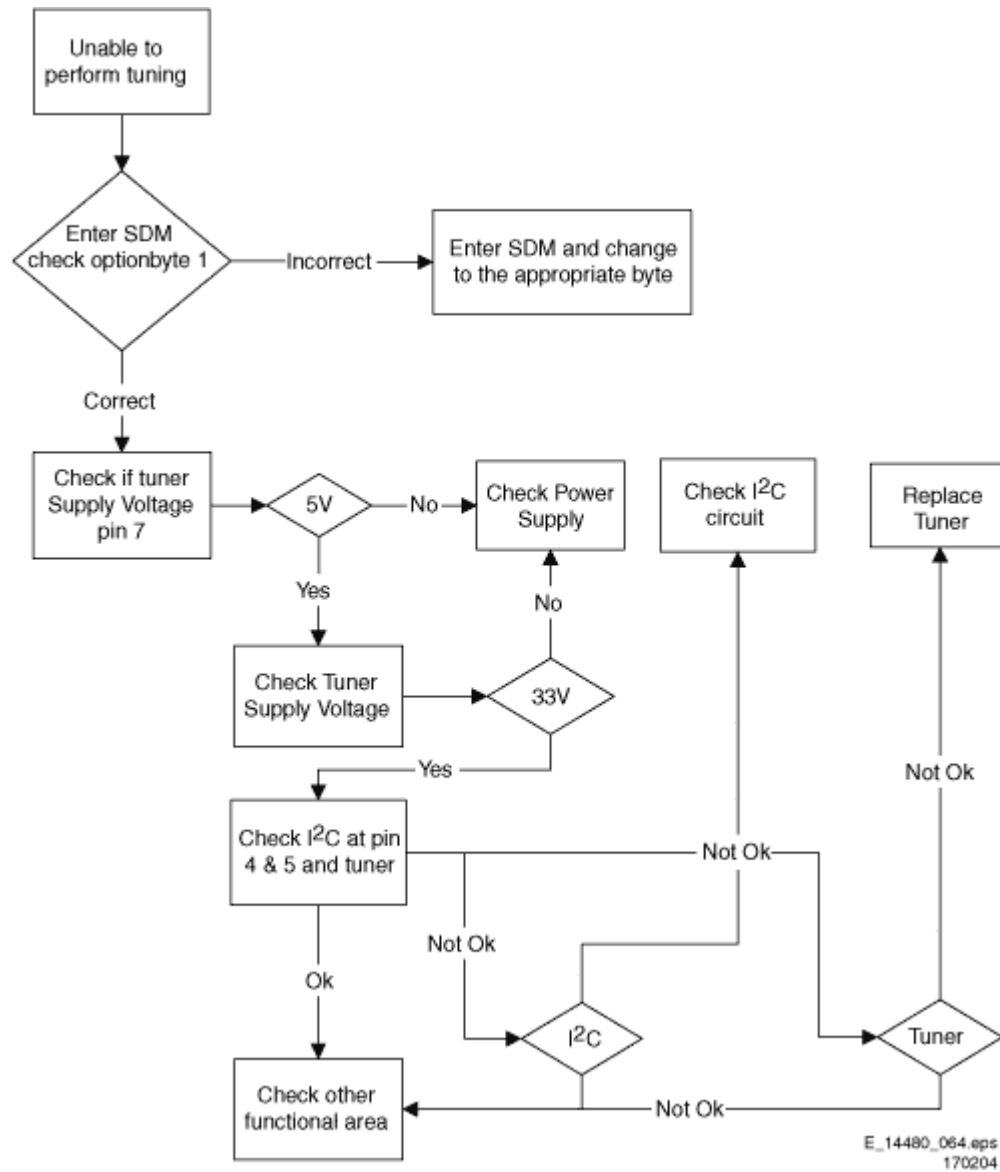 Unable to
perform tuning
Enter SDM
check optionbyte 1
Incorrect
Enter SDM and change
to the appropriate byte
Correct
Check if tuner
Supply Voltage
pin 7
5V
No
Check Power
Supply
Check I²C
circuit
Replace
Tuner
Yes
No
Check Tuner
Supply Voltage
33V
Yes
Not Ok
Check I²C at pin
4 & 5 and tuner
Not Ok
Not Ok
Ok
I²C
Tuner
Check other
functional area
Not Ok
E_14480_064.eps
170204